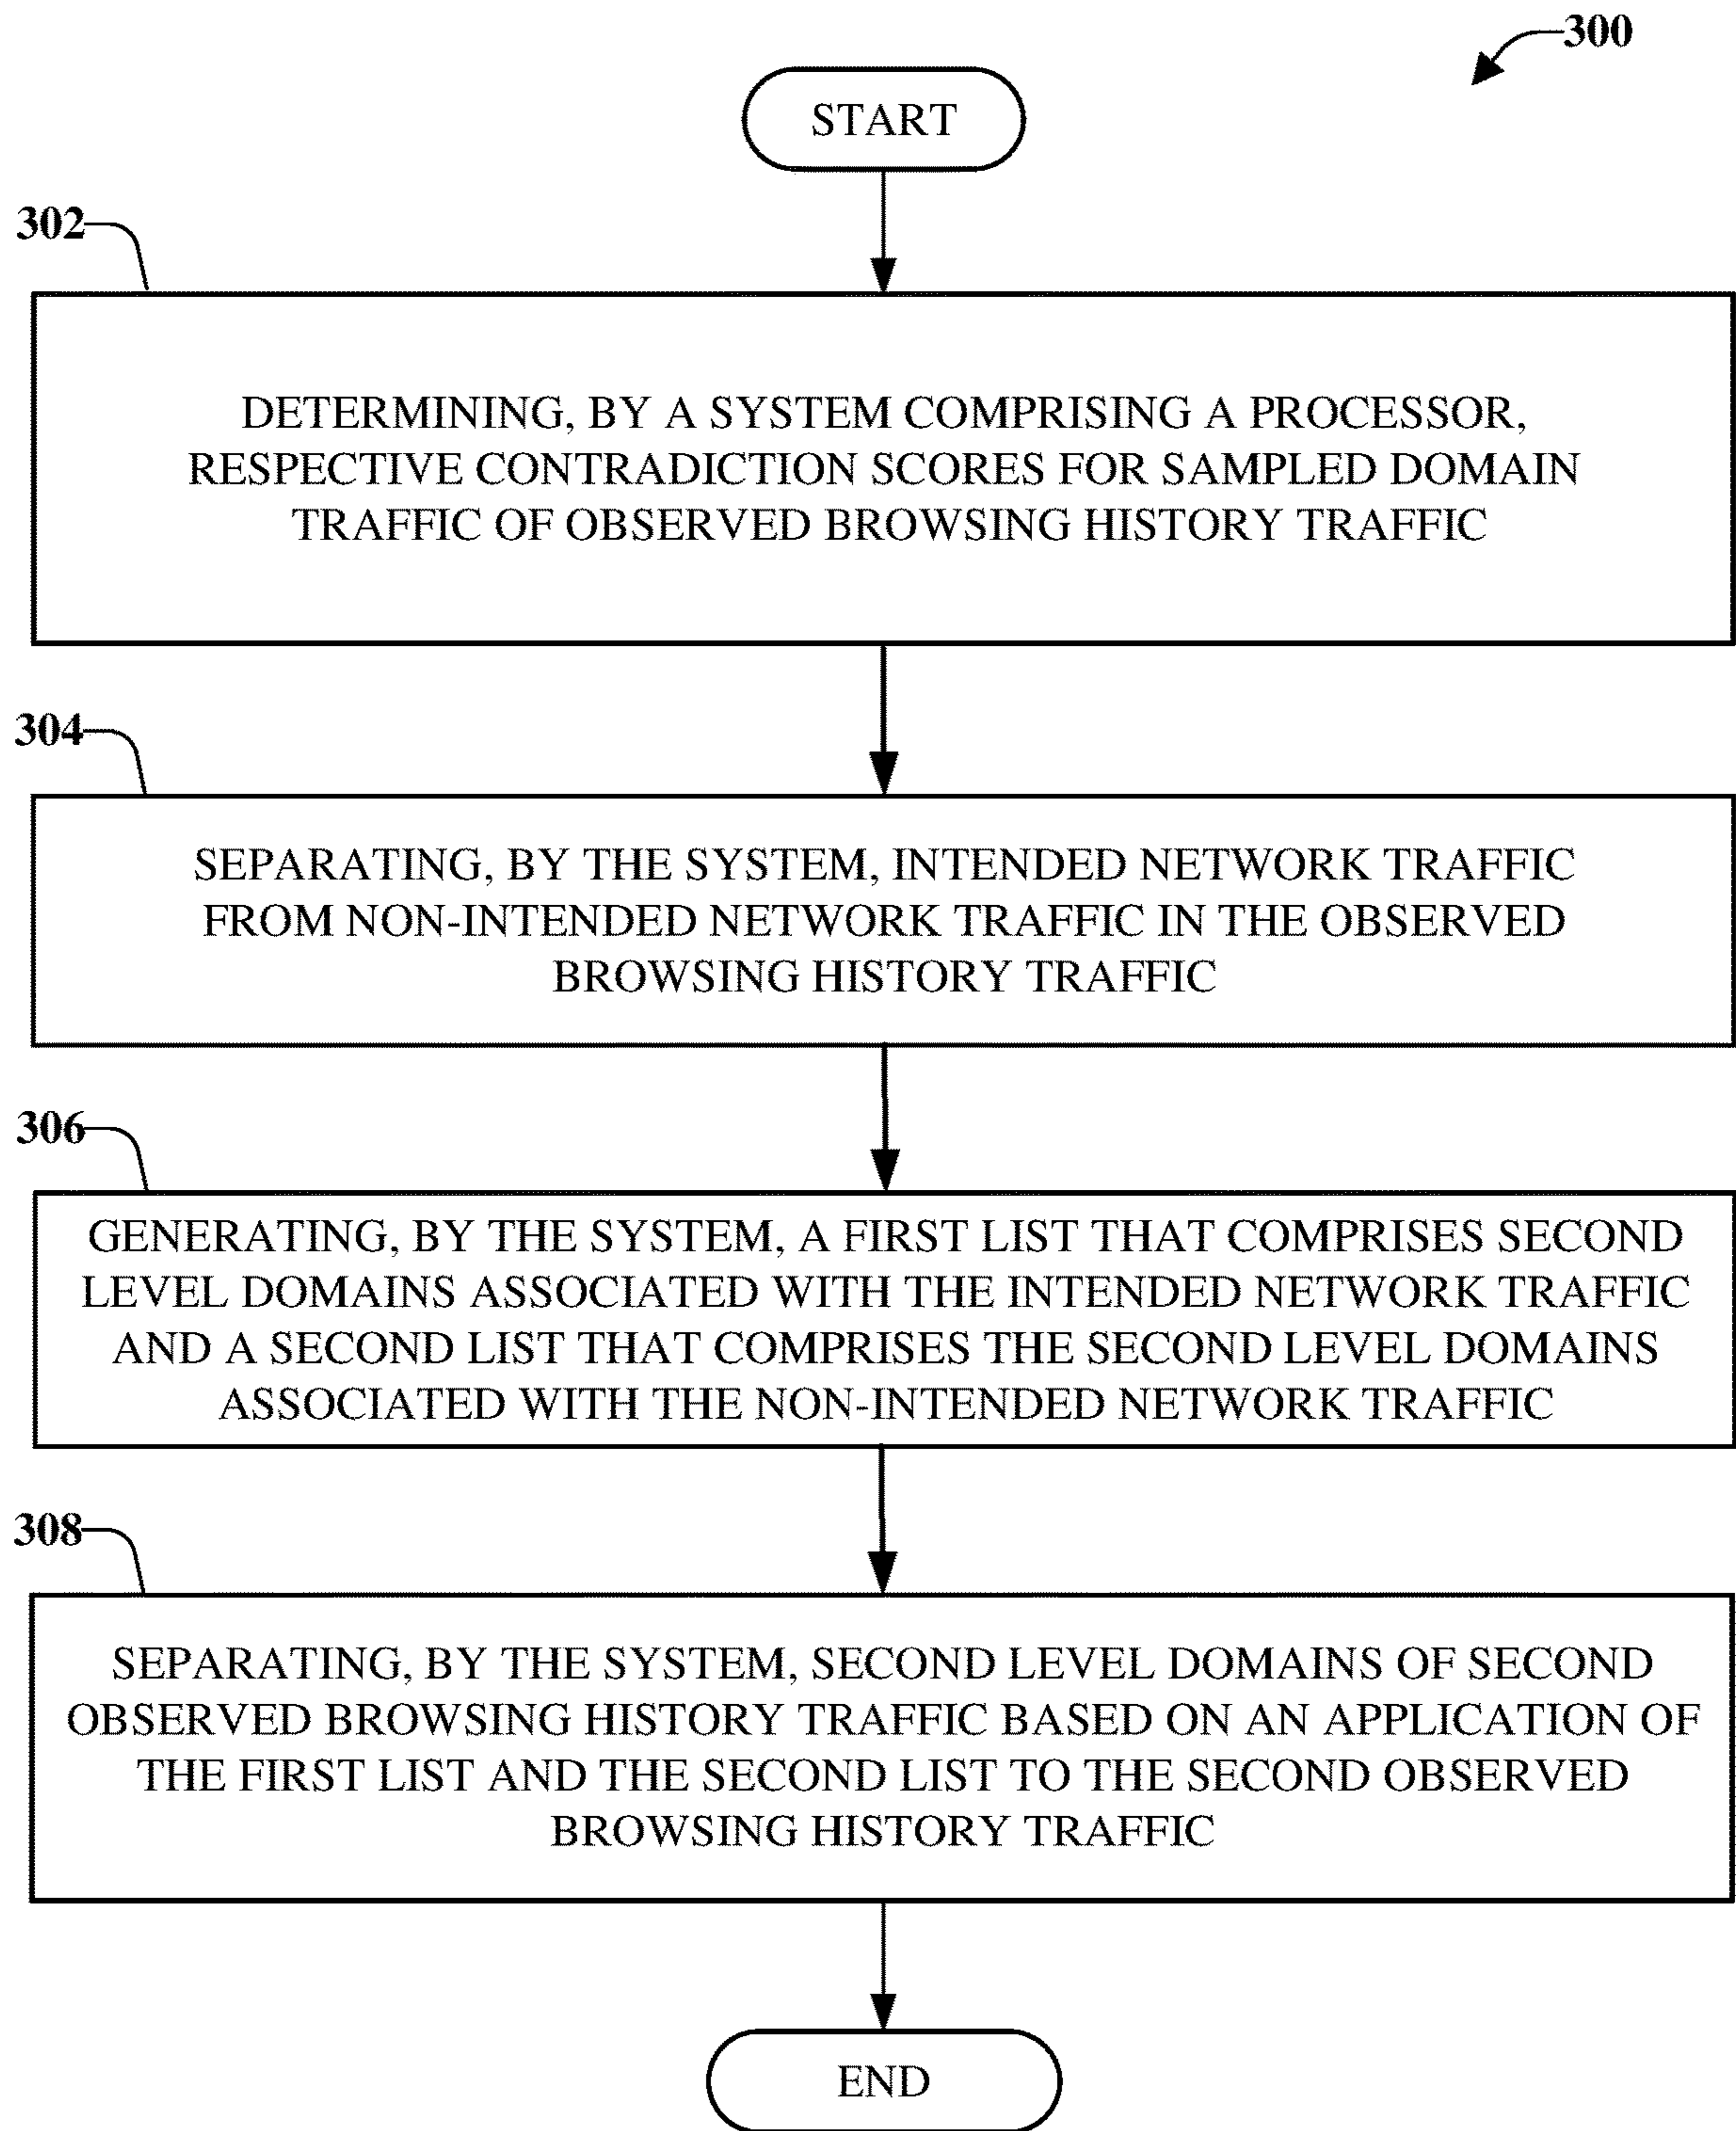 300
START
302
DETERMINING, BY A SYSTEM COMPRISING A PROCESSOR,
RESPECTIVE CONTRADICTION SCORES FOR SAMPLED DOMAIN
TRAFFIC OF OBSERVED BROWSING HISTORY TRAFFIC
304
SEPARATING, BY THE SYSTEM, INTENDED NETWORK TRAFFIC
FROM NON-INTENDED NETWORK TRAFFIC IN THE OBSERVED
BROWSING HISTORY TRAFFIC
306
GENERATING, BY THE SYSTEM, A FIRST LIST THAT COMPRISES SECOND
LEVEL DOMAINS ASSOCIATED WITH THE INTENDED NETWORK TRAFFIC
AND A SECOND LIST THAT COMPRISES THE SECOND LEVEL DOMAINS
ASSOCIATED WITH THE NON-INTENDED NETWORK TRAFFIC
308
SEPARATING, BY THE SYSTEM, SECOND LEVEL DOMAINS OF SECOND
OBSERVED BROWSING HISTORY TRAFFIC BASED ON AN APPLICATION OF
THE FIRST LIST AND THE SECOND LIST TO THE SECOND OBSERVED
BROWSING HISTORY TRAFFIC
END